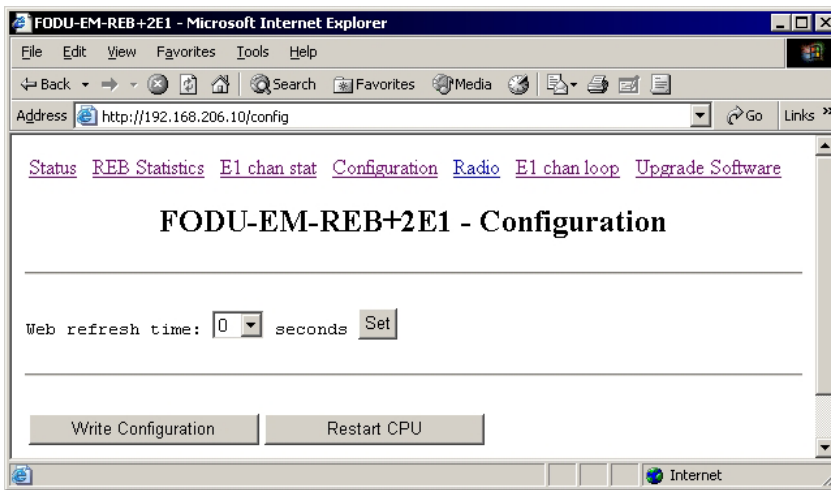 FODU-EM-REB+2E1 - Microsoft Internet Explorer
File Edit View Favorites Tools Help
Back Search Favorites Media
Address http://192.168.206.10/config Go Links »
Status REB Statistics E1 chan stat Configuration Radio E1 chan loop Upgrade Software
FODU-EM-REB+2E1 - Configuration
Web refresh time: 0 seconds Set
Write Configuration Restart CPU
Internet